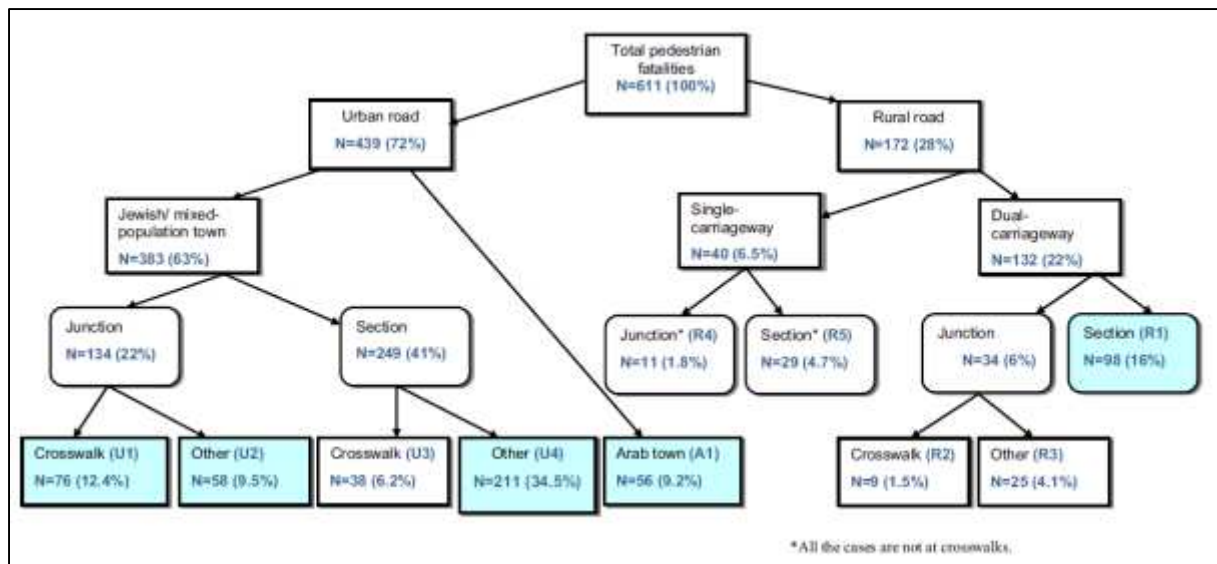 Total pedestrian
fatalities
N=611 (100%)
Urban road
N=439 (72%)
Rural road
N=172 (28%)
Jewish/ mixed-
population town
N=383 (63%)
Single-
carriageway
N=40 (6.5%)
Dual-
carriageway
N=132 (22%)
Junction
N=134 (22%)
Section
N=249 (41%)
Junction* (R4)
N=11 (1.8%)
Section* (R5)
N=29 (4.7%)
Junction
N=34 (6%)
Section (R1)
N=98 (16%)
Crosswalk (U1)
N=76 (12.4%)
Other (U2)
N=58 (9.5%)
Crosswalk (U3)
N=38 (6.2%)
Other (U4)
N=211 (34.5%)
Arab town (A1)
N=56 (9.2%)
Crosswalk (R2)
N=9 (1.5%)
Other (R3)
N=25 (4.1%)
*All the cases are not at crosswalks.